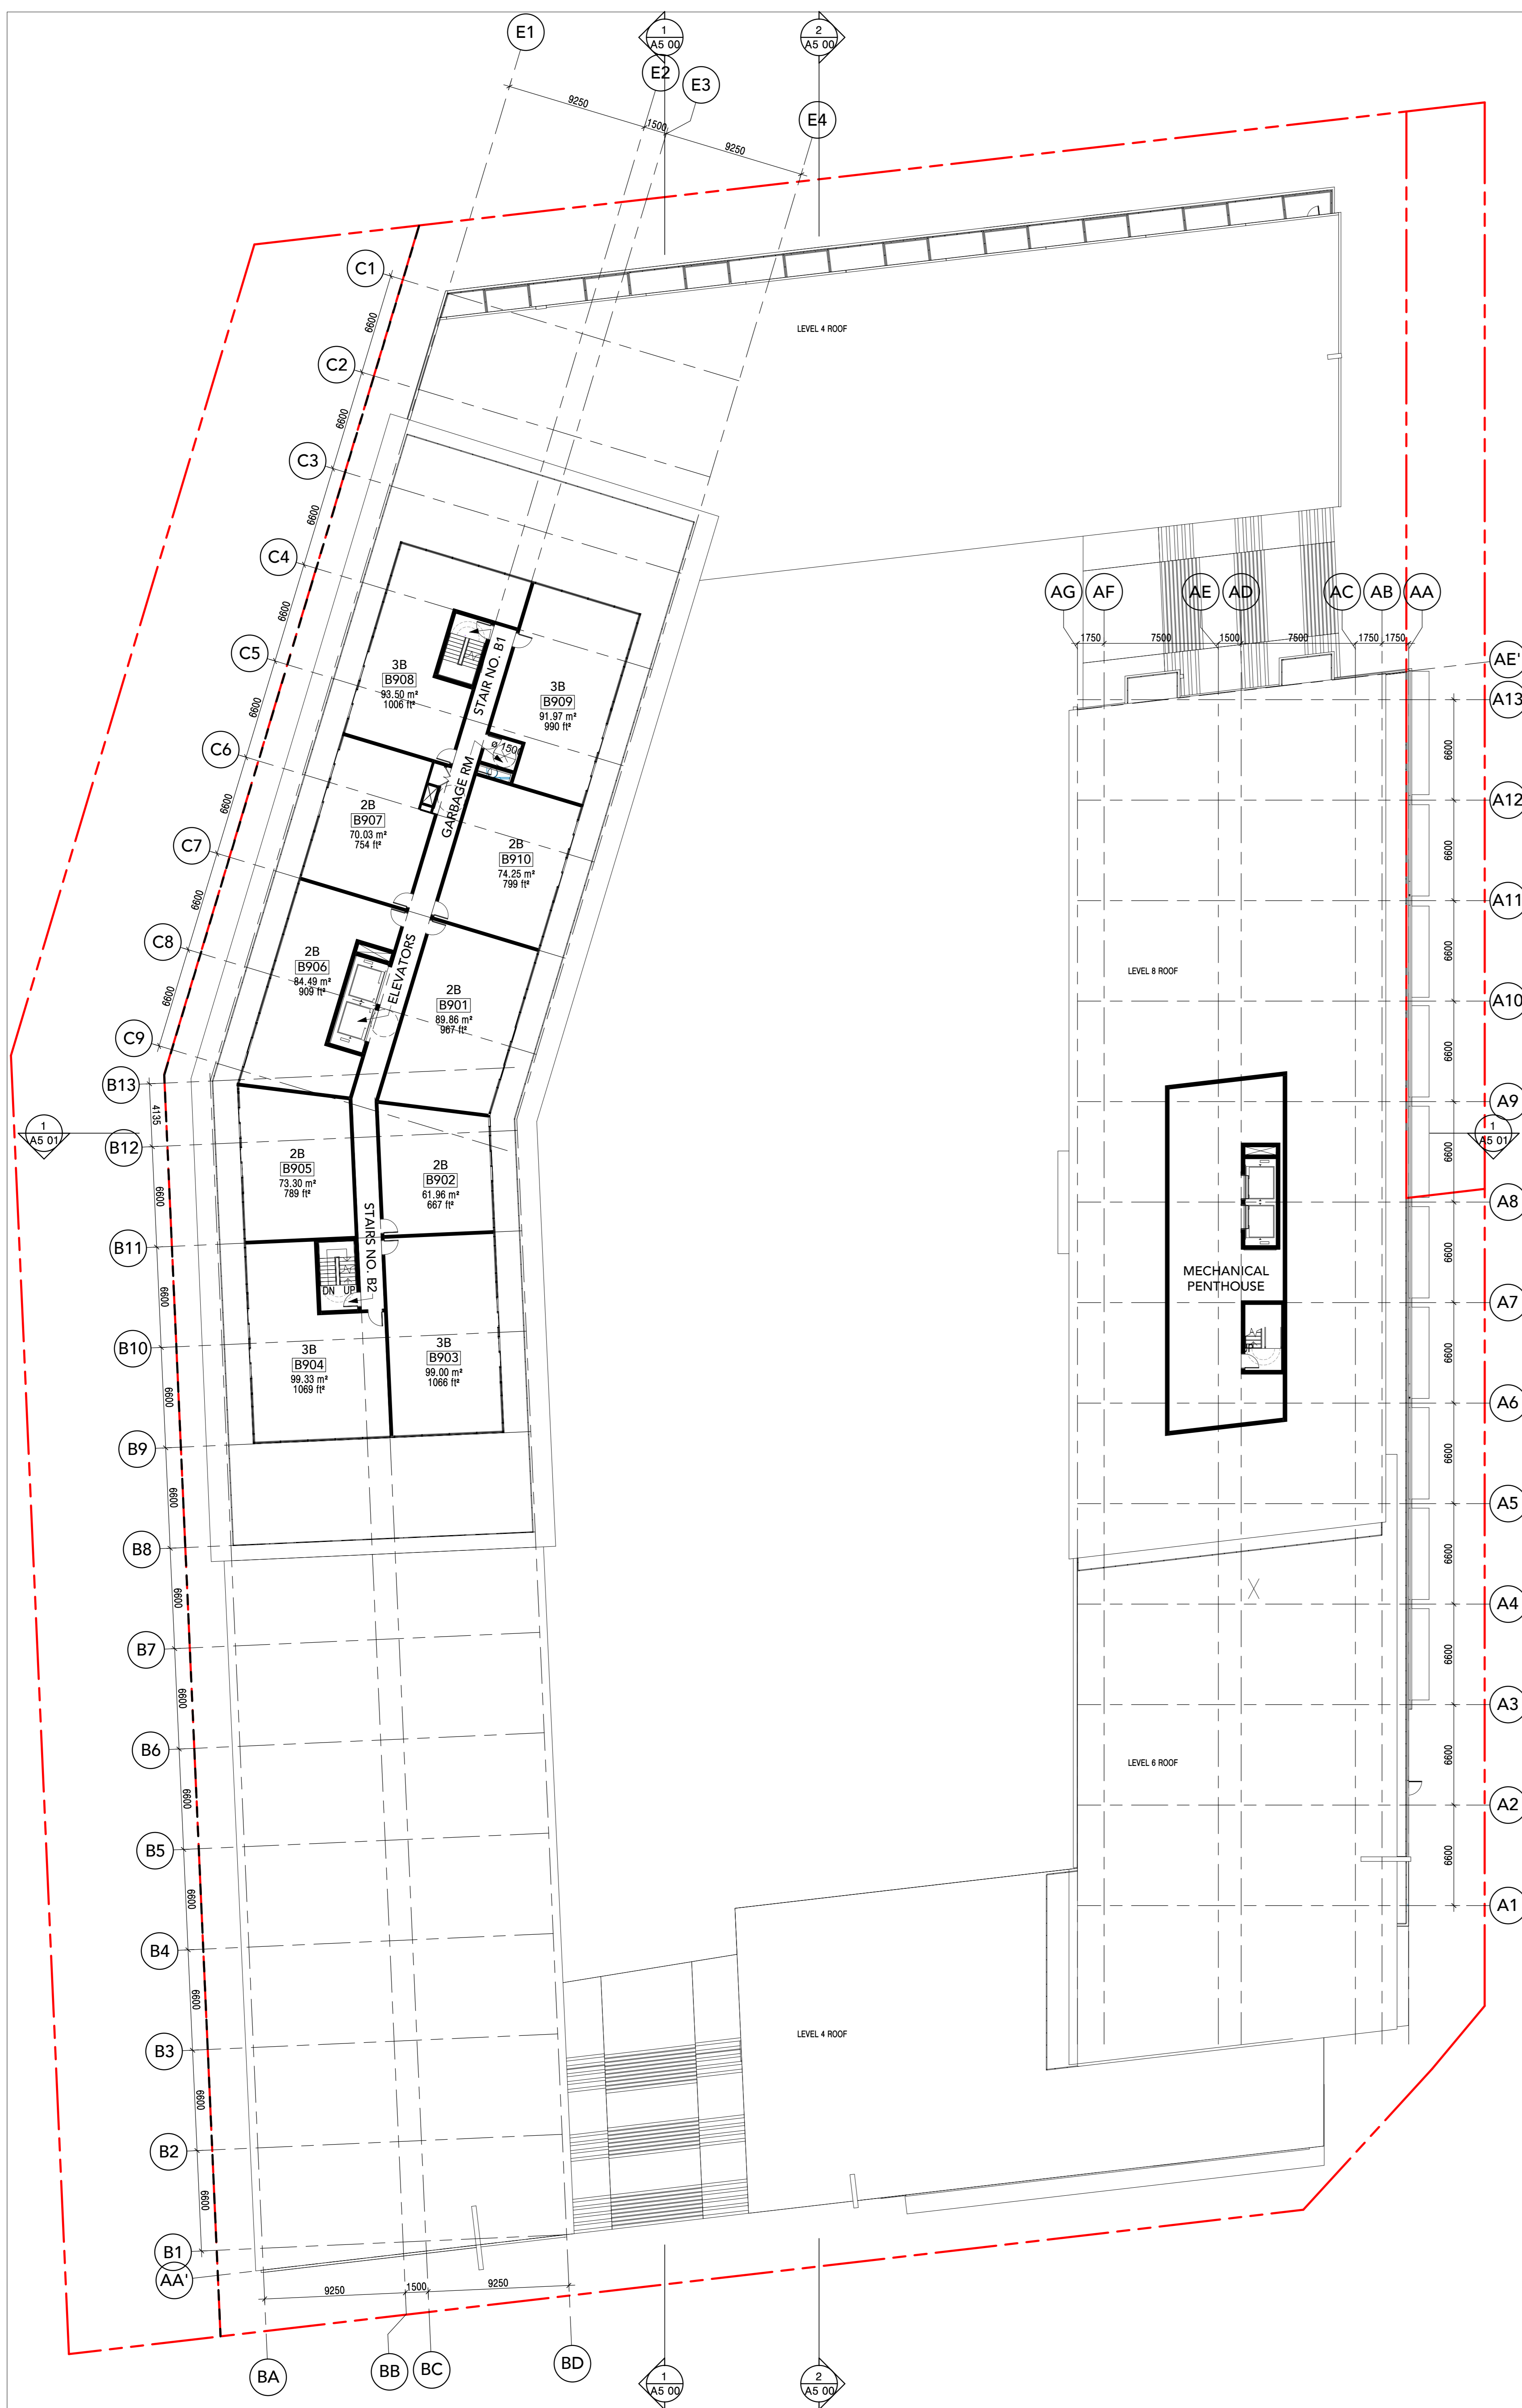 E1
1
A5 00
2
A5 00
E2
E3
E4
9250
1500
9250
C1
6600
C2
6600
C3
6600
C4
6600
C5
6600
C6
6600
C7
6600
C8
6600
C9
LEVEL 4 ROOF
AG
AF
AE
AD
AC
AB
AA
1750
7500
1500
7500
1750
1750
AE'
A13
6600
A12
6600
A11
6600
A10
6600
A9
6600
A8
6600
A7
6600
A6
6600
A5
6600
A4
6600
A3
6600
A2
6600
A1
3B
B908
93.50 m²
1006 ft²
STAIR NO. B1
3B
B909
91.97 m²
990 ft²
ø 1500
GARBAGE RM
2B
B907
70.03 m²
754 ft²
2B
B910
74.25 m²
799 ft²
2B
B906
84.49 m²
909 ft²
ELEVATORS
2B
B901
89.86 m²
967 ft²
LEVEL 8 ROOF
B13
4135
B12
6600
B11
6600
B10
6600
B9
6600
B8
6600
B7
6600
B6
6600
B5
6600
B4
6600
B3
6600
B2
6600
B1
AA'
1
A5 01
1
A5 01
2B
B905
73.30 m²
789 ft²
2B
B902
61.96 m²
667 ft²
STAIRS NO. B2
DN UP
3B
B904
99.33 m²
1069 ft²
3B
B903
99.00 m²
1066 ft²
MECHANICAL
PENTHOUSE
LEVEL 6 ROOF
LEVEL 4 ROOF
9250
1500
9250
BA
BB
BC
BD
1
A5 00
2
A5 00